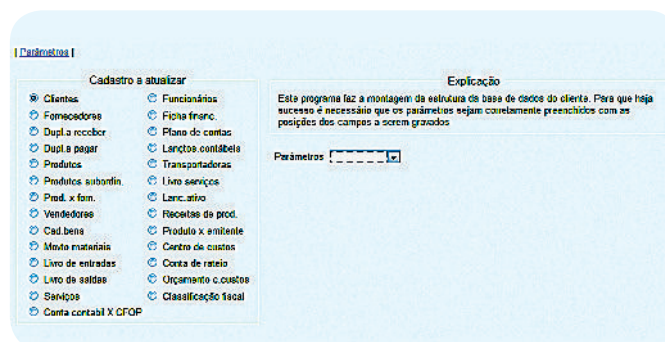 | Parâmetros |
Cadastro a atualizar
Clientes
Fornecedores
Dupl.a receber
Dupl.a pagar
Produtos
Produtos subordin.
Prod. x forn.
Vendedores
Cad.bens
Movto materiais
Livro de entradas
Livro de saídas
Serviços
Conta contabil X CFOP
Funcionários
Ficha financ.
Plano de contas
Lançtos.contábeis
Transportadoras
Livro serviços
Lanc.ativo
Receitas de prod.
Produto x emitente
Centro de custos
Conta de rateio
Orçamento c.custos
Classificação fiscal
Explicação
Este programa faz a montagem da estrutura da base de dados do cliente. Para que haja
sucesso é necessário que os parâmetros sejam corretamente preenchidos com as
posições dos campos a serem gravados
Parâmetros